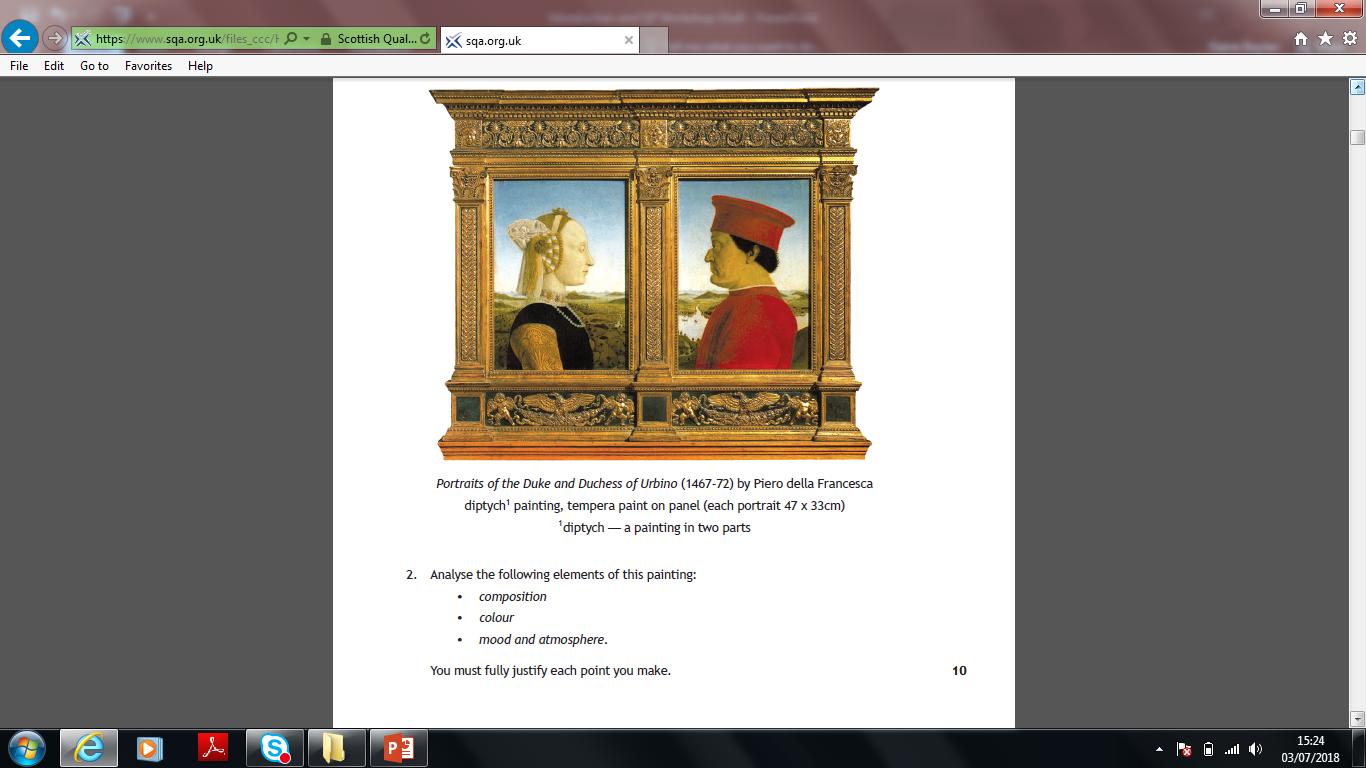 https://www.sqa.org.uk/files_ccc/
Scottish Qual...
sqa.org.uk
File Edit Go to Favorites Help
Portraits of the Duke and Duchess of Urbino (1467-72) by Piero della Francesca
diptych¹ painting, tempera paint on panel (each portrait 47 x 33cm)
¹diptych — a painting in two parts
2. Analyse the following elements of this painting:
• composition
• colour
• mood and atmosphere.
You must fully justify each point you make. 10
15:24
03/07/2018